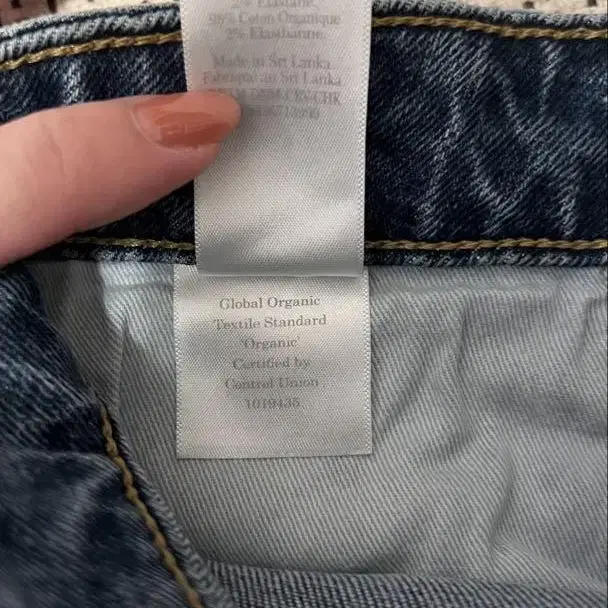 2% Elastane.
98% Coton Organique
2% Elasthanne.
Made in Sri Lanka
Fabriqué au Sri Lanka
Global Organic
Textile Standard
'Organic'
Certified by
Control Union
1019435